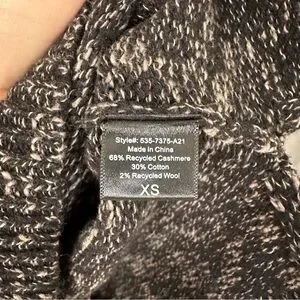 Style#: 535-7375-A21
Made in China
68% Recycled Cashmere
30% Cotton
2% Recycled Wool
XS